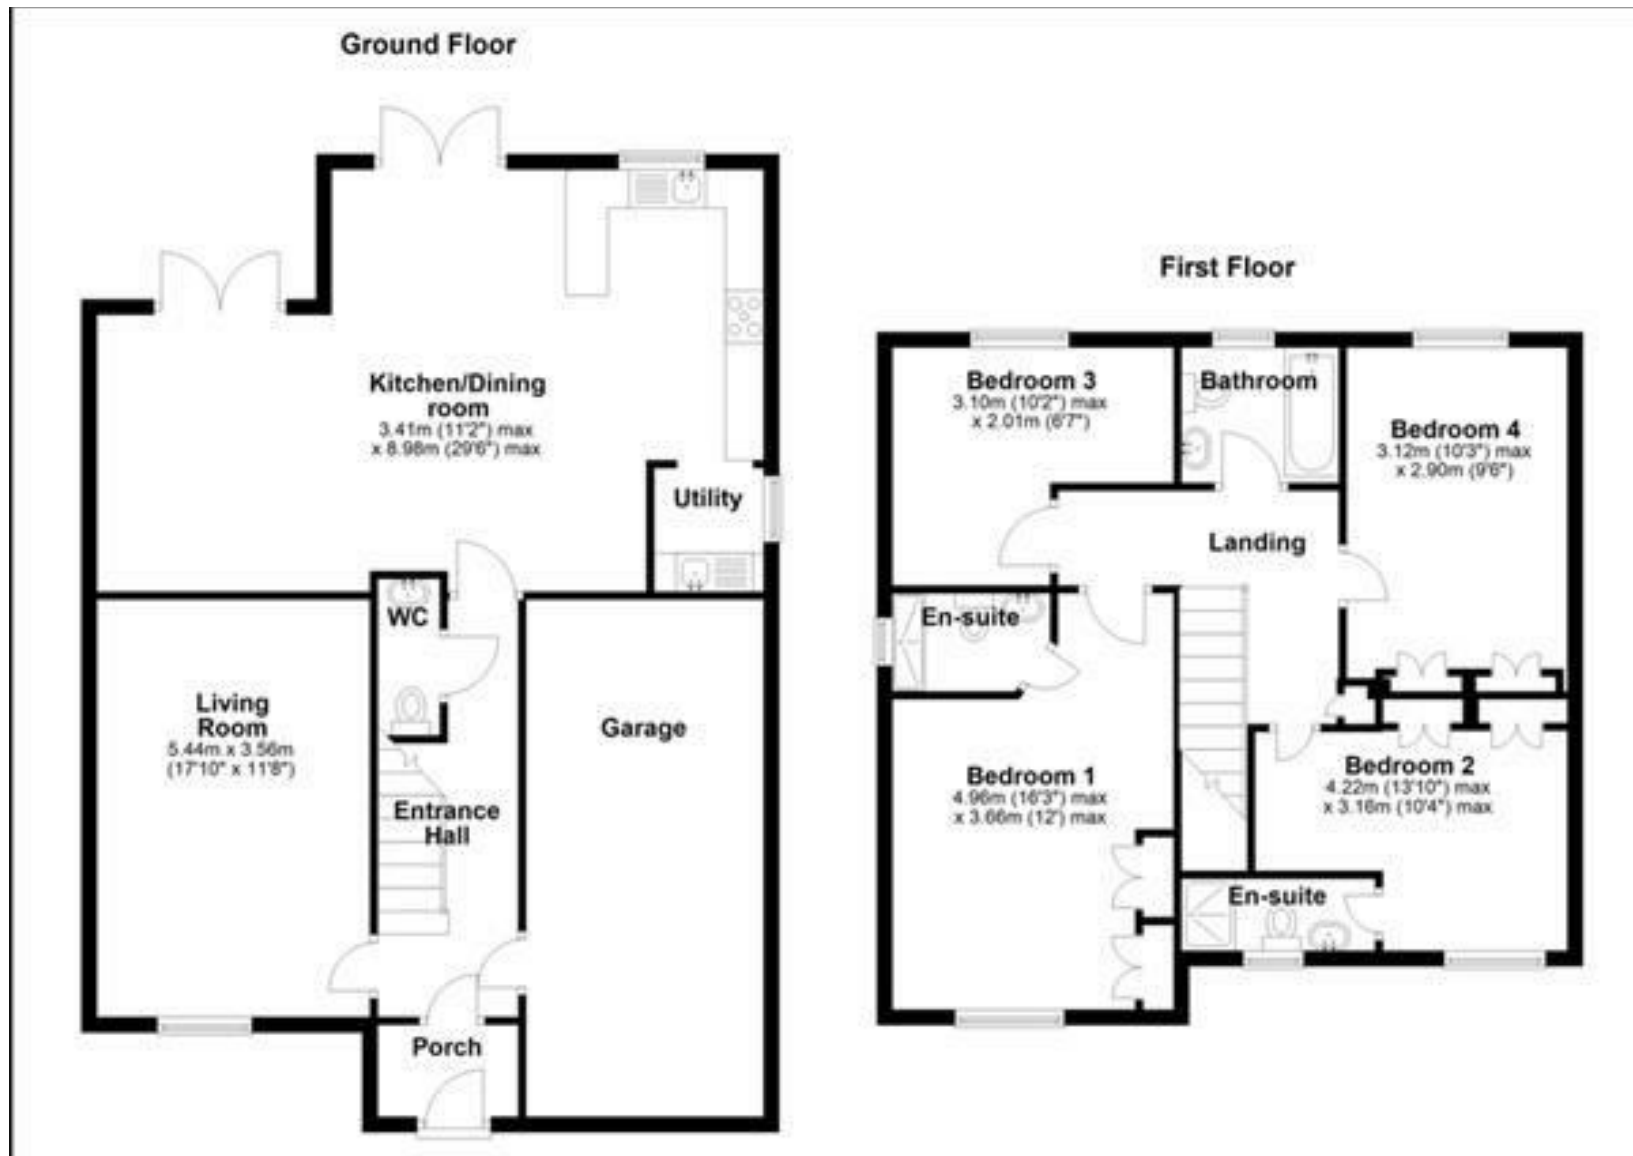 Ground Floor
Kitchen/Dining
room
3.41m (11'2") max
x 8.98m (29'6") max
Utility
WC
Living
Room
5.44m x 3.56m
(17'10" x 11'8")
Garage
Entrance
Hall
Porch
First Floor
Bedroom 3
3.10m (10'2") max
x 2.01m (6'7")
Bathroom
Bedroom 4
3.12m (10'3") max
x 2.90m (9'6")
Landing
En-suite
Bedroom 1
4.96m (16'3") max
x 3.66m (12') max
Bedroom 2
4.22m (13'10") max
x 3.16m (10'4") max
En-suite